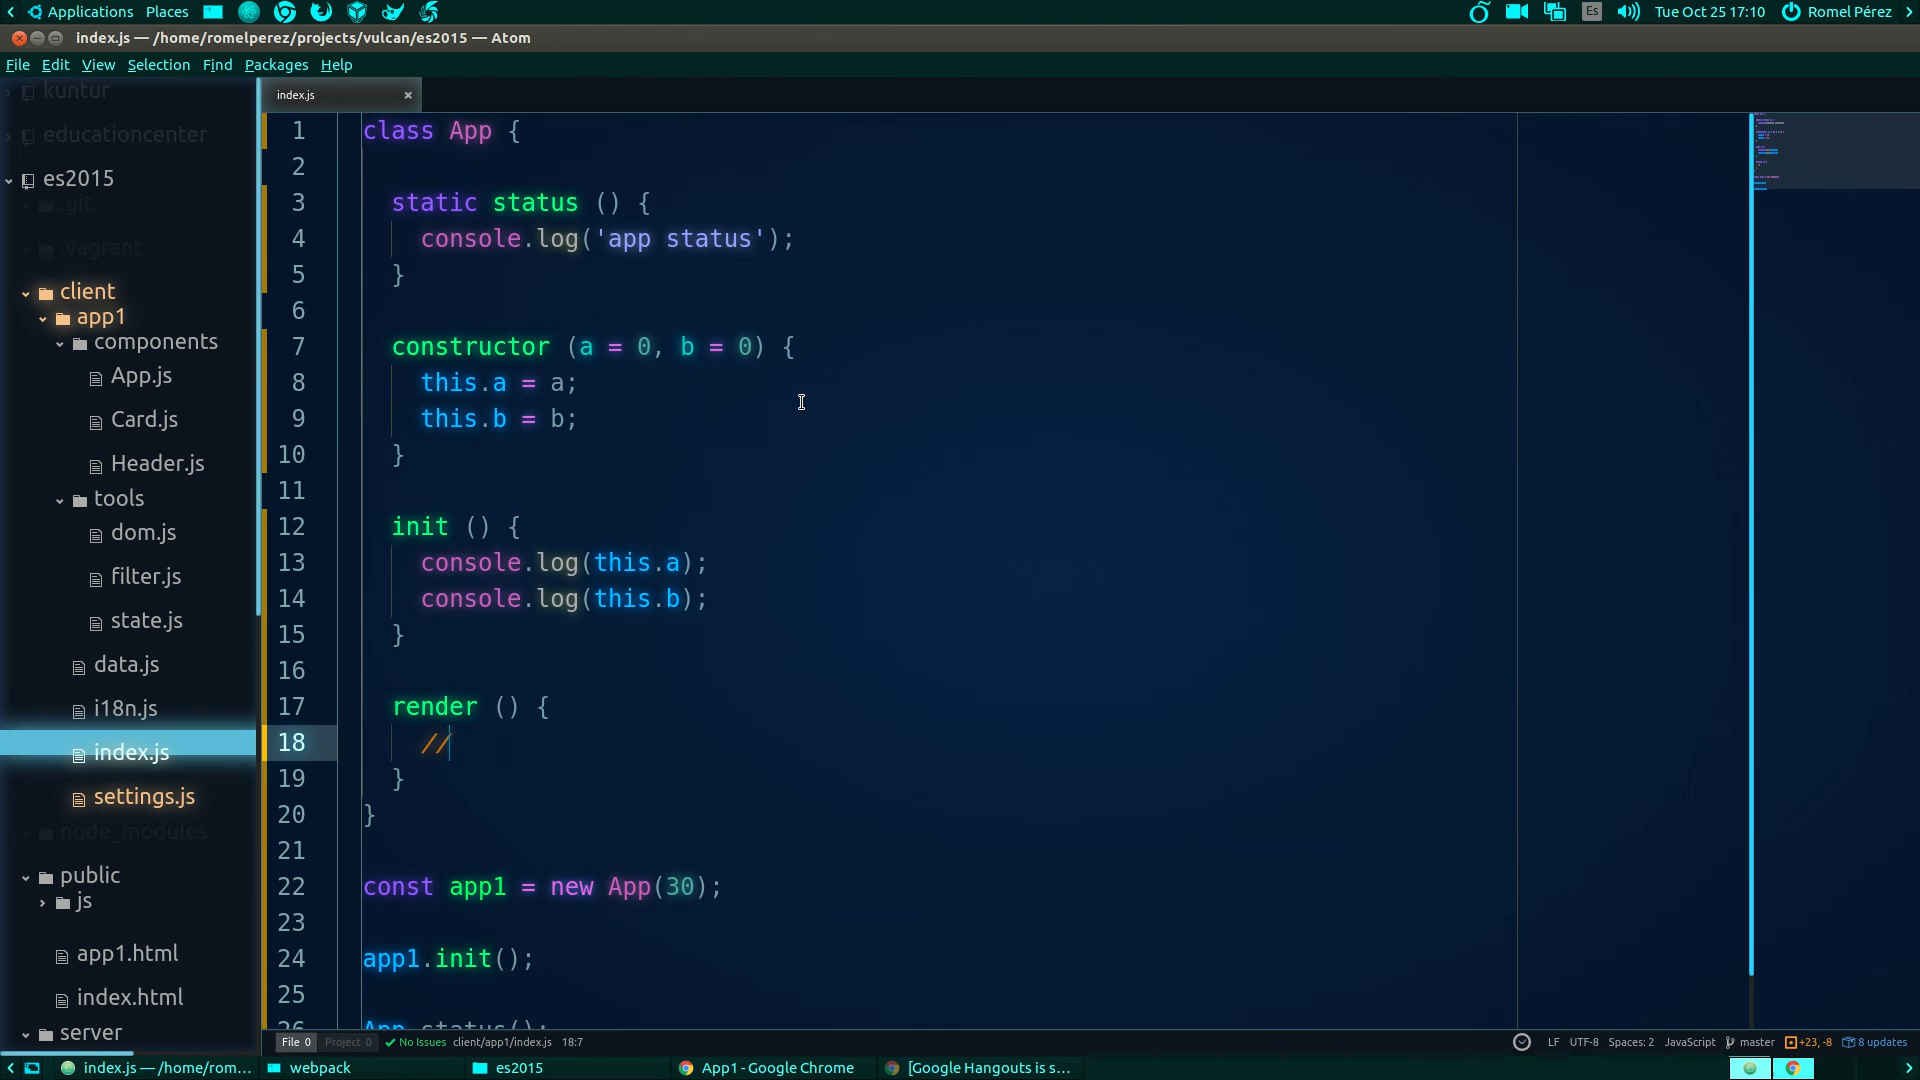 Applications Places
Es Tue Oct 25 17:10 Romel Pérez
index.js — /home/romelperez/projects/vulcan/es2015 — Atom
File Edit View Selection Find Packages Help
kuntur
educationcenter
es2015
.git
.vagrant
client
app1
components
App.js
Card.js
Header.js
tools
dom.js
filter.js
state.js
data.js
i18n.js
index.js
settings.js
node_modules
public
js
app1.html
index.html
server
index.js
1 class App {
2
3 static status () {
4 console.log('app status');
5 }
6
7 constructor (a = 0, b = 0) {
8 this.a = a;
9 this.b = b;
10 }
11
12 init () {
13 console.log(this.a);
14 console.log(this.b);
15 }
16
17 render () {
18 //
19 }
20 }
21
22 const app1 = new App(30);
23
24 app1.init();
25
26 App.status();
File 0 Project 0 No Issues client/app1/index.js 18:7 LF UTF-8 Spaces: 2 JavaScript master +23, -8 8 updates
index.js — /home/rom... webpack es2015 App1 - Google Chrome [Google Hangouts is s...